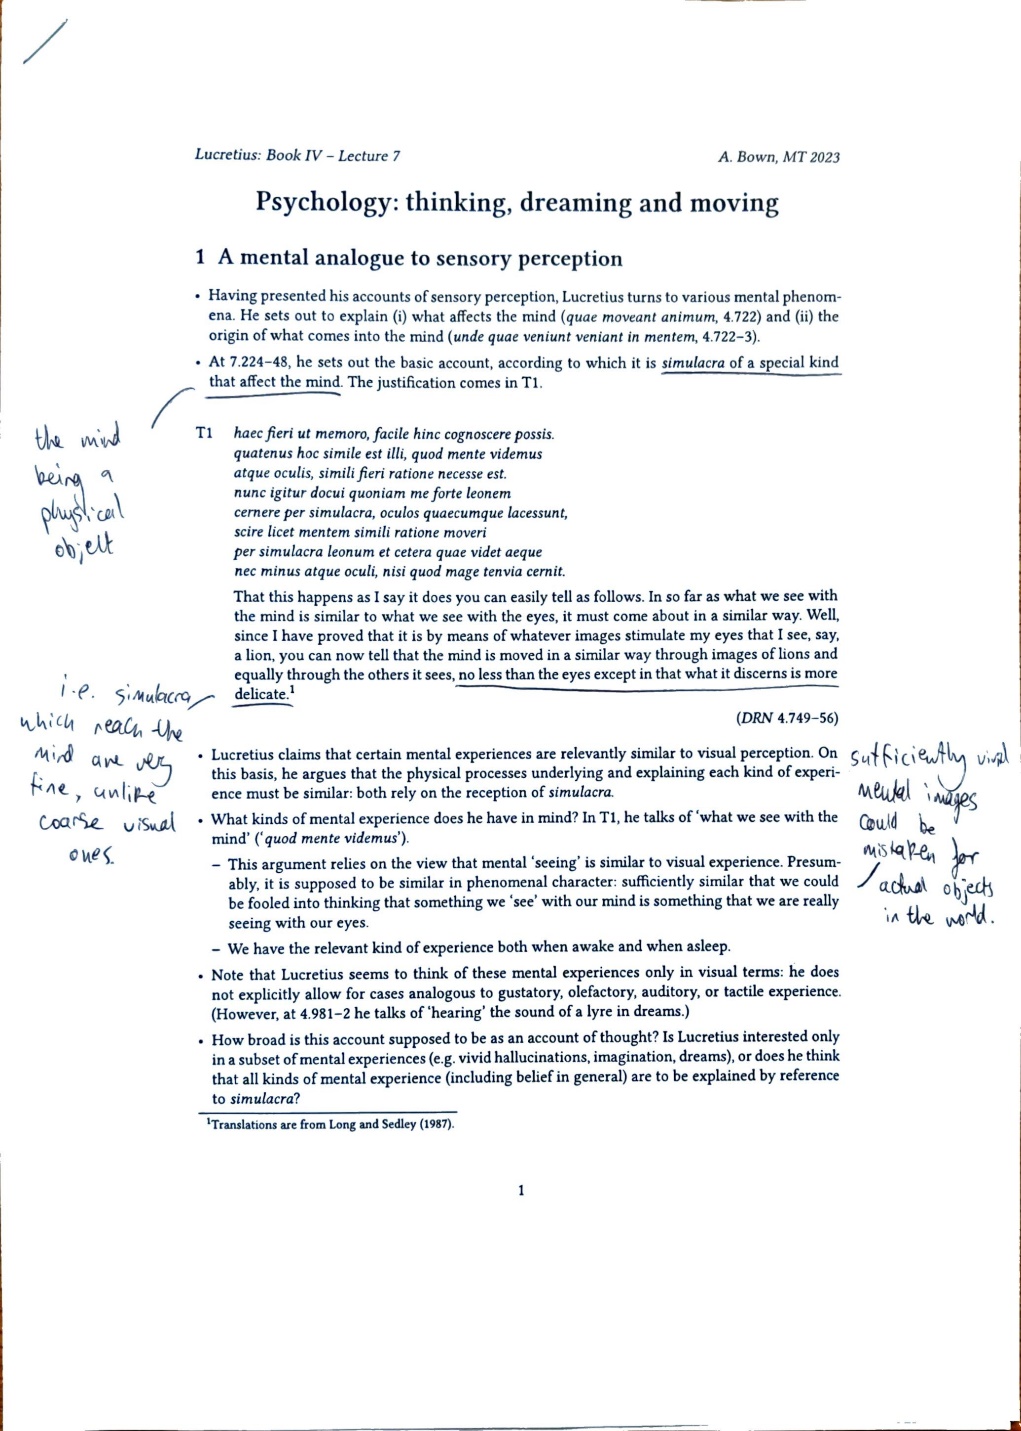 Lucretius: Book IV – Lecture 7
A. Bown, MT 2023
Psychology: thinking, dreaming and moving
1 A mental analogue to sensory perception
• Having presented his accounts of sensory perception, Lucretius turns to various mental phenom-
ena. He sets out to explain (i) what affects the mind (quae moveant animum, 4.722) and (ii) the
origin of what comes into the mind (unde quae veniunt veniant in mentem, 4.722–3).
• At 7.224–48, he sets out the basic account, according to which it is simulacra of a special kind
that affect the mind. The justification comes in T1.
the mind
being a
physical
object
T1 haec fieri ut memoro, facile hinc cognoscere possis.
quatenus hoc simile est illi, quod mente videmus
atque oculis, simili fieri ratione necesse est.
nunc igitur docui quoniam me forte leonem
cernere per simulacra, oculos quaecumque lacessunt,
scire licet mentem simili ratione moveri
per simulacra leonum et cetera quae videt aeque
nec minus atque oculi, nisi quod mage tenvia cernit.
That this happens as I say it does you can easily tell as follows. In so far as what we see with
the mind is similar to what we see with the eyes, it must come about in a similar way. Well,
since I have proved that it is by means of whatever images stimulate my eyes that I see, say,
a lion, you can now tell that the mind is moved in a similar way through images of lions and
equally through the others it sees, no less than the eyes except in that what it discerns is more
delicate.¹
(DRN 4.749–56)
i.e. simulacra
which reach the
mind are very
fine, unlike
coarse visual
ones.
• Lucretius claims that certain mental experiences are relevantly similar to visual perception. On
this basis, he argues that the physical processes underlying and explaining each kind of experi-
ence must be similar: both rely on the reception of simulacra.
• What kinds of mental experience does he have in mind? In T1, he talks of ‘what we see with the
mind’ (‘quod mente videmus’).
– This argument relies on the view that mental ‘seeing’ is similar to visual experience. Presum-
ably, it is supposed to be similar in phenomenal character: sufficiently similar that we could
be fooled into thinking that something we ‘see’ with our mind is something that we are really
seeing with our eyes.
– We have the relevant kind of experience both when awake and when asleep.
sufficiently vivid
mental images
could be
mistaken for
actual objects
in the world.
• Note that Lucretius seems to think of these mental experiences only in visual terms: he does
not explicitly allow for cases analogous to gustatory, olefactory, auditory, or tactile experience.
(However, at 4.981–2 he talks of ‘hearing’ the sound of a lyre in dreams.)
• How broad is this account supposed to be as an account of thought? Is Lucretius interested only
in a subset of mental experiences (e.g. vivid hallucinations, imagination, dreams), or does he think
that all kinds of mental experience (including belief in general) are to be explained by reference
to simulacra?
¹Translations are from Long and Sedley (1987).
1